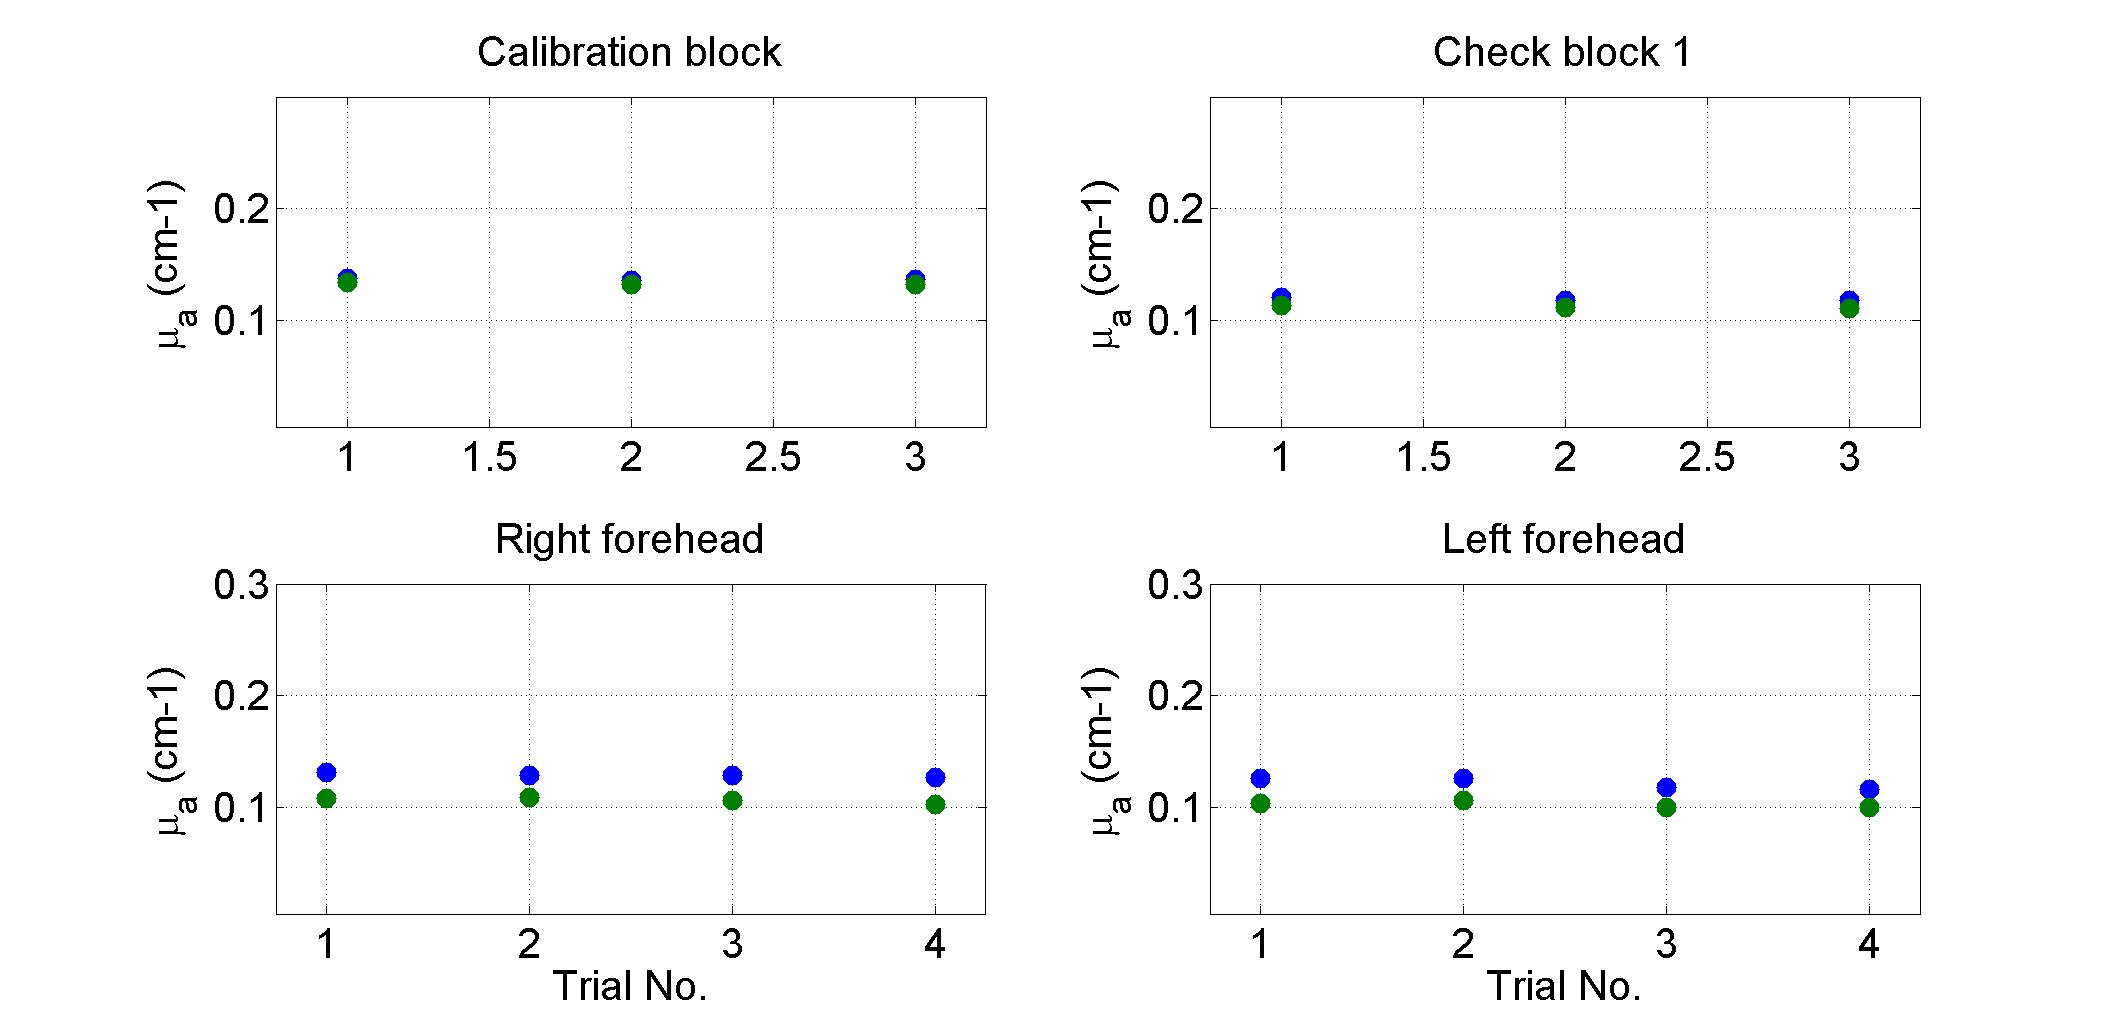 Calibration block
Check block 1
μa (cm-1)
0.2
0.1
1 1.5 2 2.5 3
μa (cm-1)
0.2
0.1
1 1.5 2 2.5 3
Right forehead
Left forehead
μa (cm-1)
0.3
0.2
0.1
1 2 3 4
Trial No.
μa (cm-1)
0.3
0.2
0.1
1 2 3 4
Trial No.